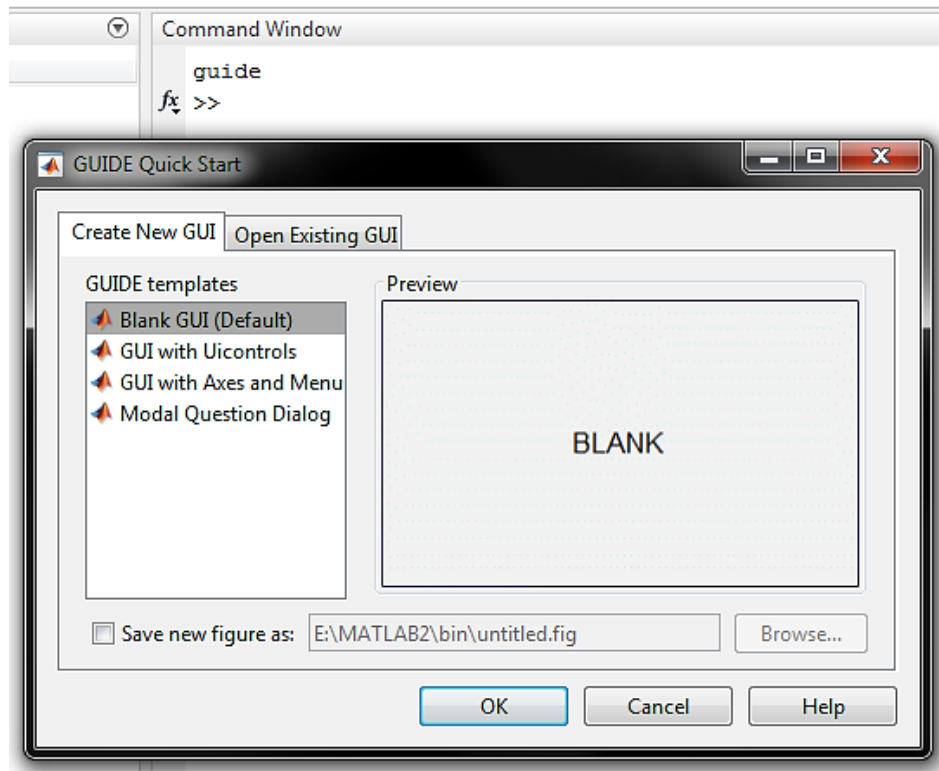 Command Window
guide
fx >>
GUIDE Quick Start
Create New GUI
Open Existing GUI
GUIDE templates
Preview
Blank GUI (Default)
GUI with Uicontrols
GUI with Axes and Menu
Modal Question Dialog
BLANK
Save new figure as:
E:\MATLAB2\bin\untitled.fig
Browse...
OK
Cancel
Help